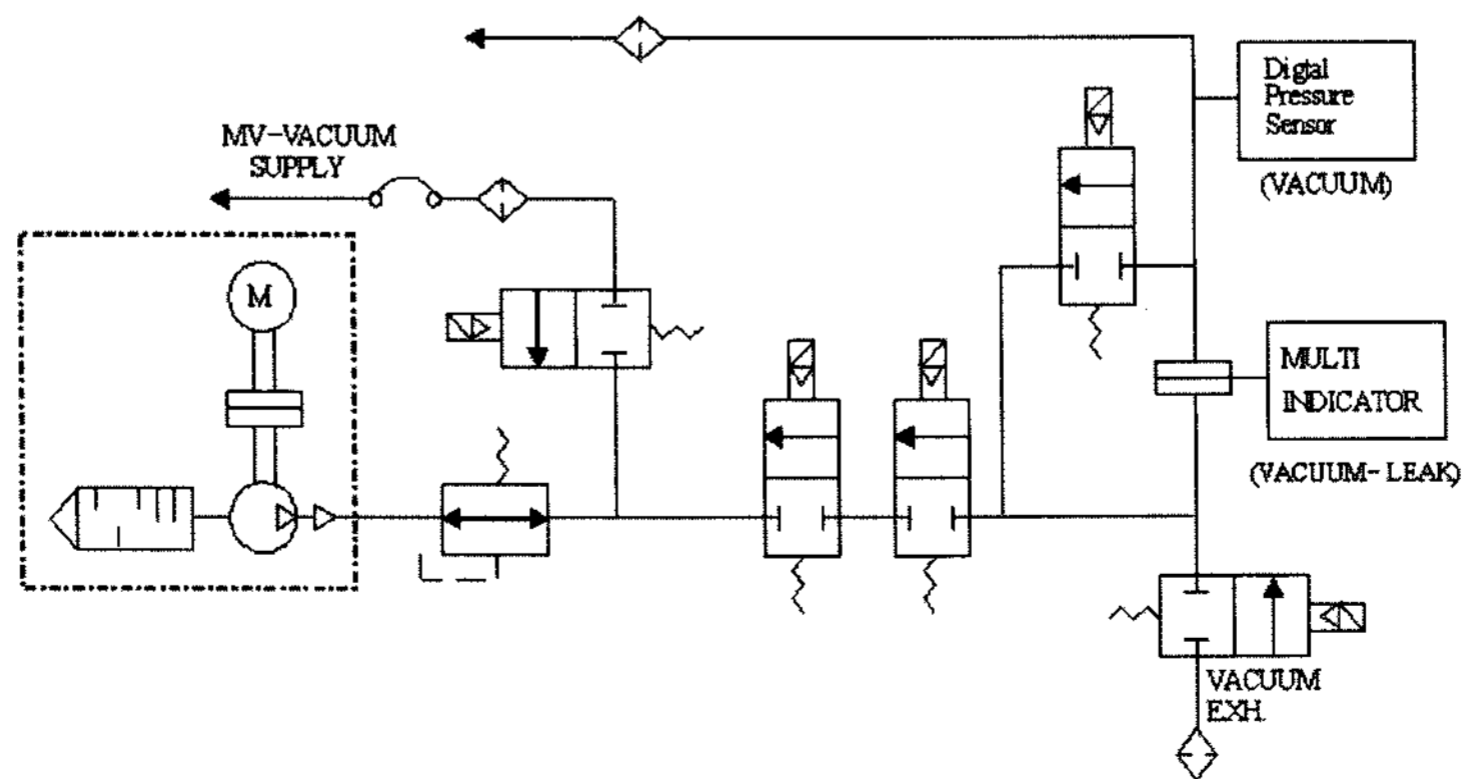 Digtal
Pressure
Sensor
(VACUUM)
MV-VACUUM
SUPPLY
M
MULTI
INDICATOR
(VACUUM-LEAK)
VACUUM
EXH.